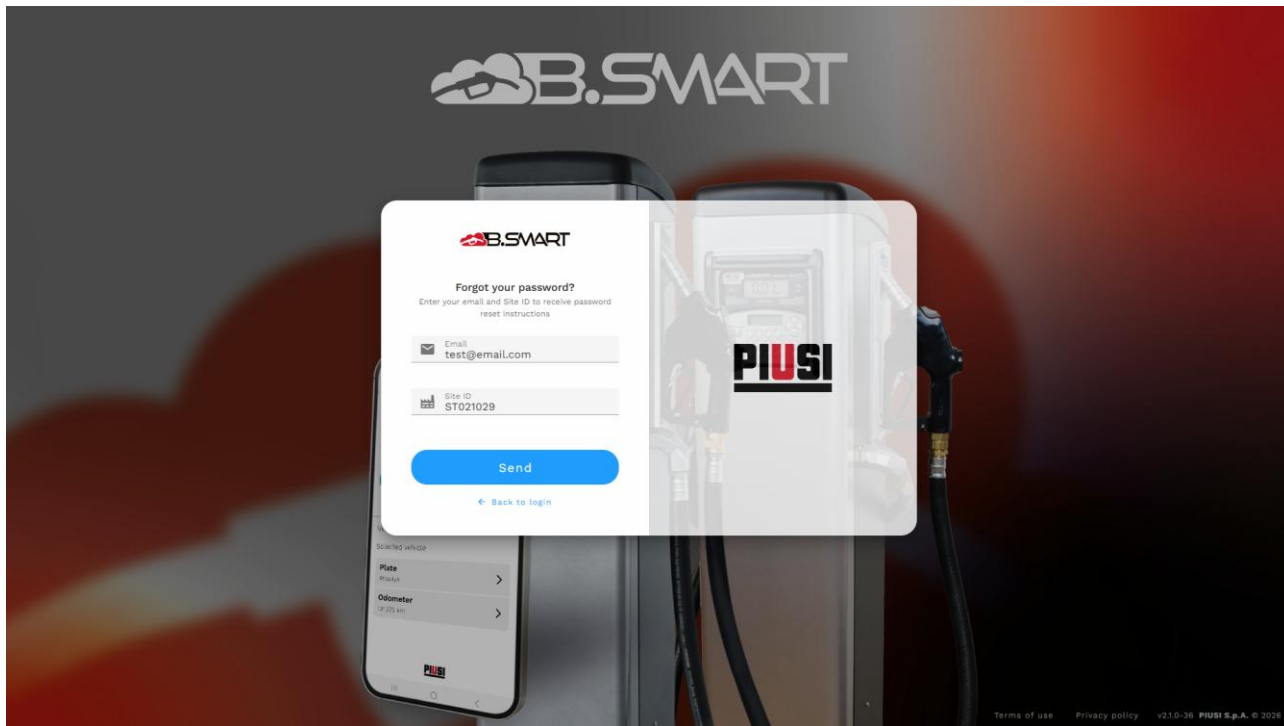 B.SMART
B.SMART
Forgot your password?
Enter your email and Site ID to receive password
reset instructions
Email
test@email.com
Site ID
ST021029
Send
← Back to login
PIUSI
Selected vehicle
Plate
Odometer
PIUSI
Terms of use Privacy policy v2.1.0-36 PIUSI S.p.A. © 2026